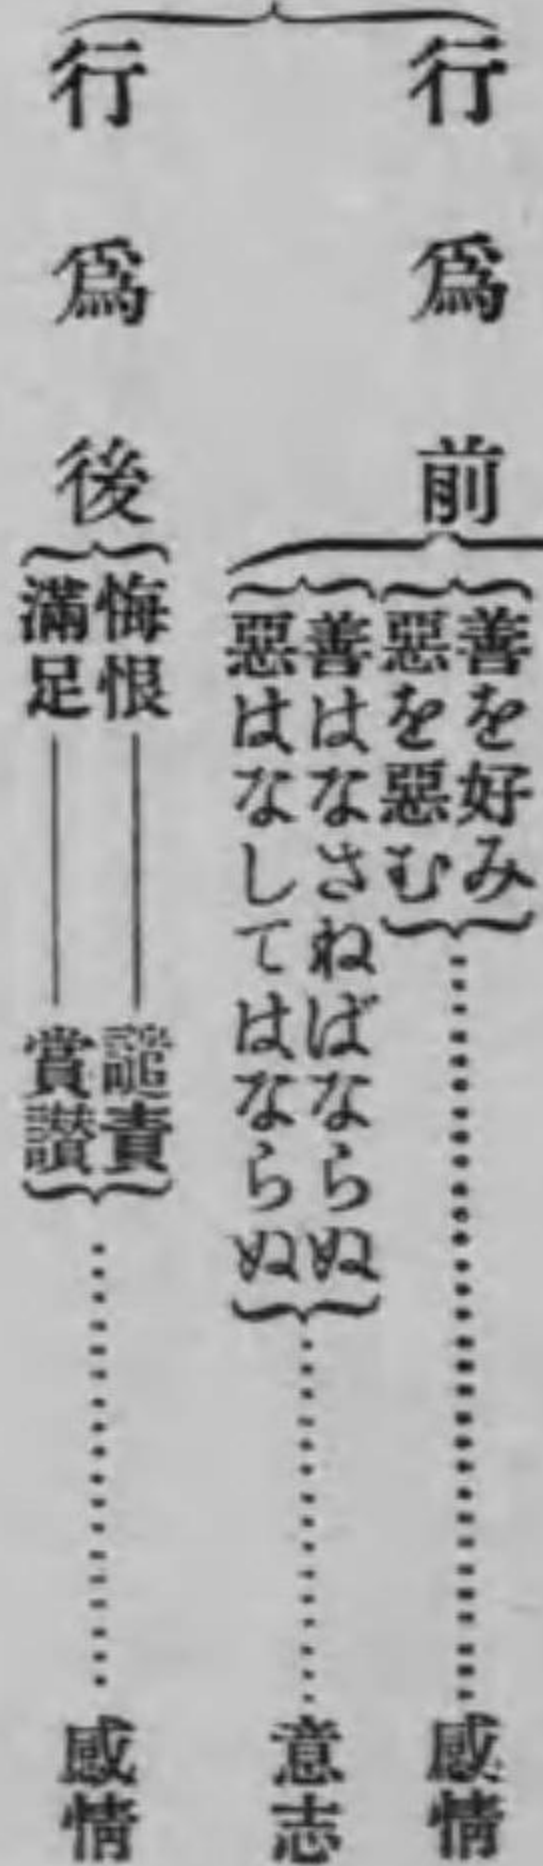 行爲前
善を好み
惡を惡む
感情
善はなさねばならぬ
惡はなしてはならぬ
意志
行爲後
悔恨――譴責
滿足――賞讃
感情